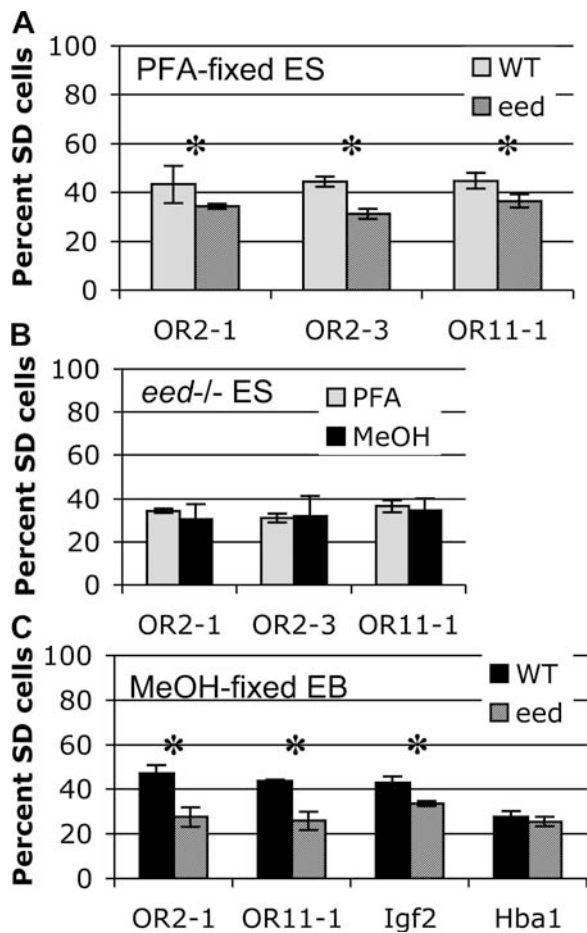 A
Percent SD cells
100
80
60
40
20
0
PFA-fixed ES
WT
eed
* * *
OR2-1 OR2-3 OR11-1
B
Percent SD cells
100
80
60
40
20
0
eed-/- ES
PFA
MeOH
OR2-1 OR2-3 OR11-1
C
Percent SD cells
100
80
60
40
20
0
MeOH-fixed EB
WT
eed
* * *
OR2-1 OR11-1 Igf2 Hba1